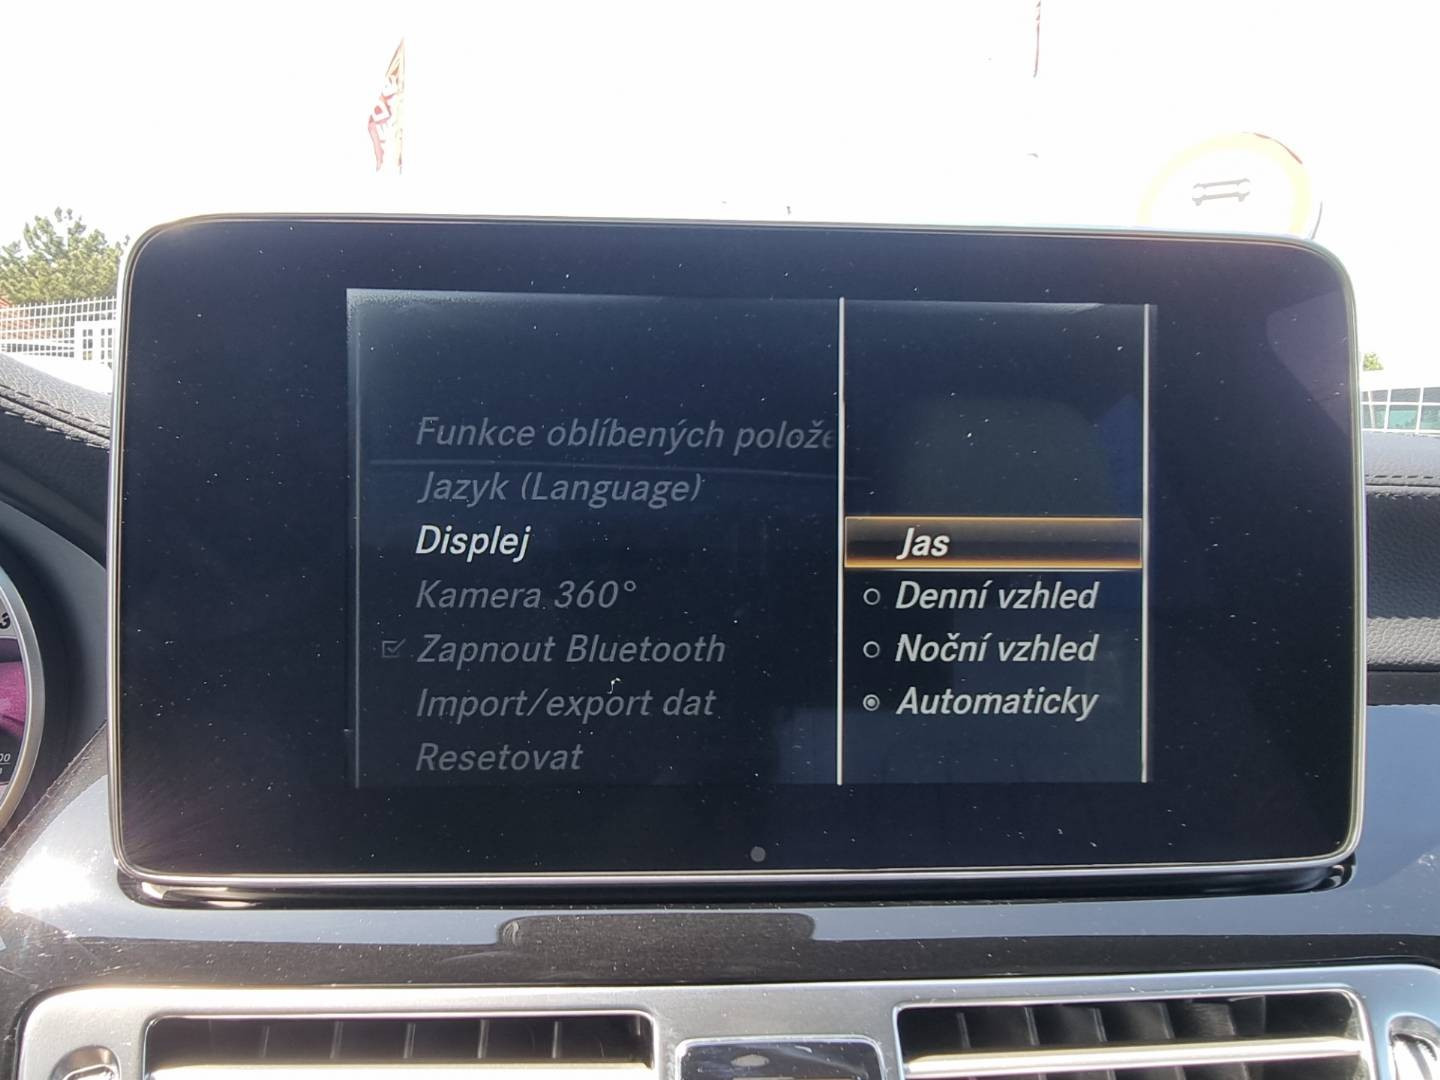 Funkce oblíbených polože
Jazyk (Language)
Displej
Kamera 360°
Zapnout Bluetooth
Import/export dat
Resetovat
Jas
Denní vzhled
Noční vzhled
Automaticky